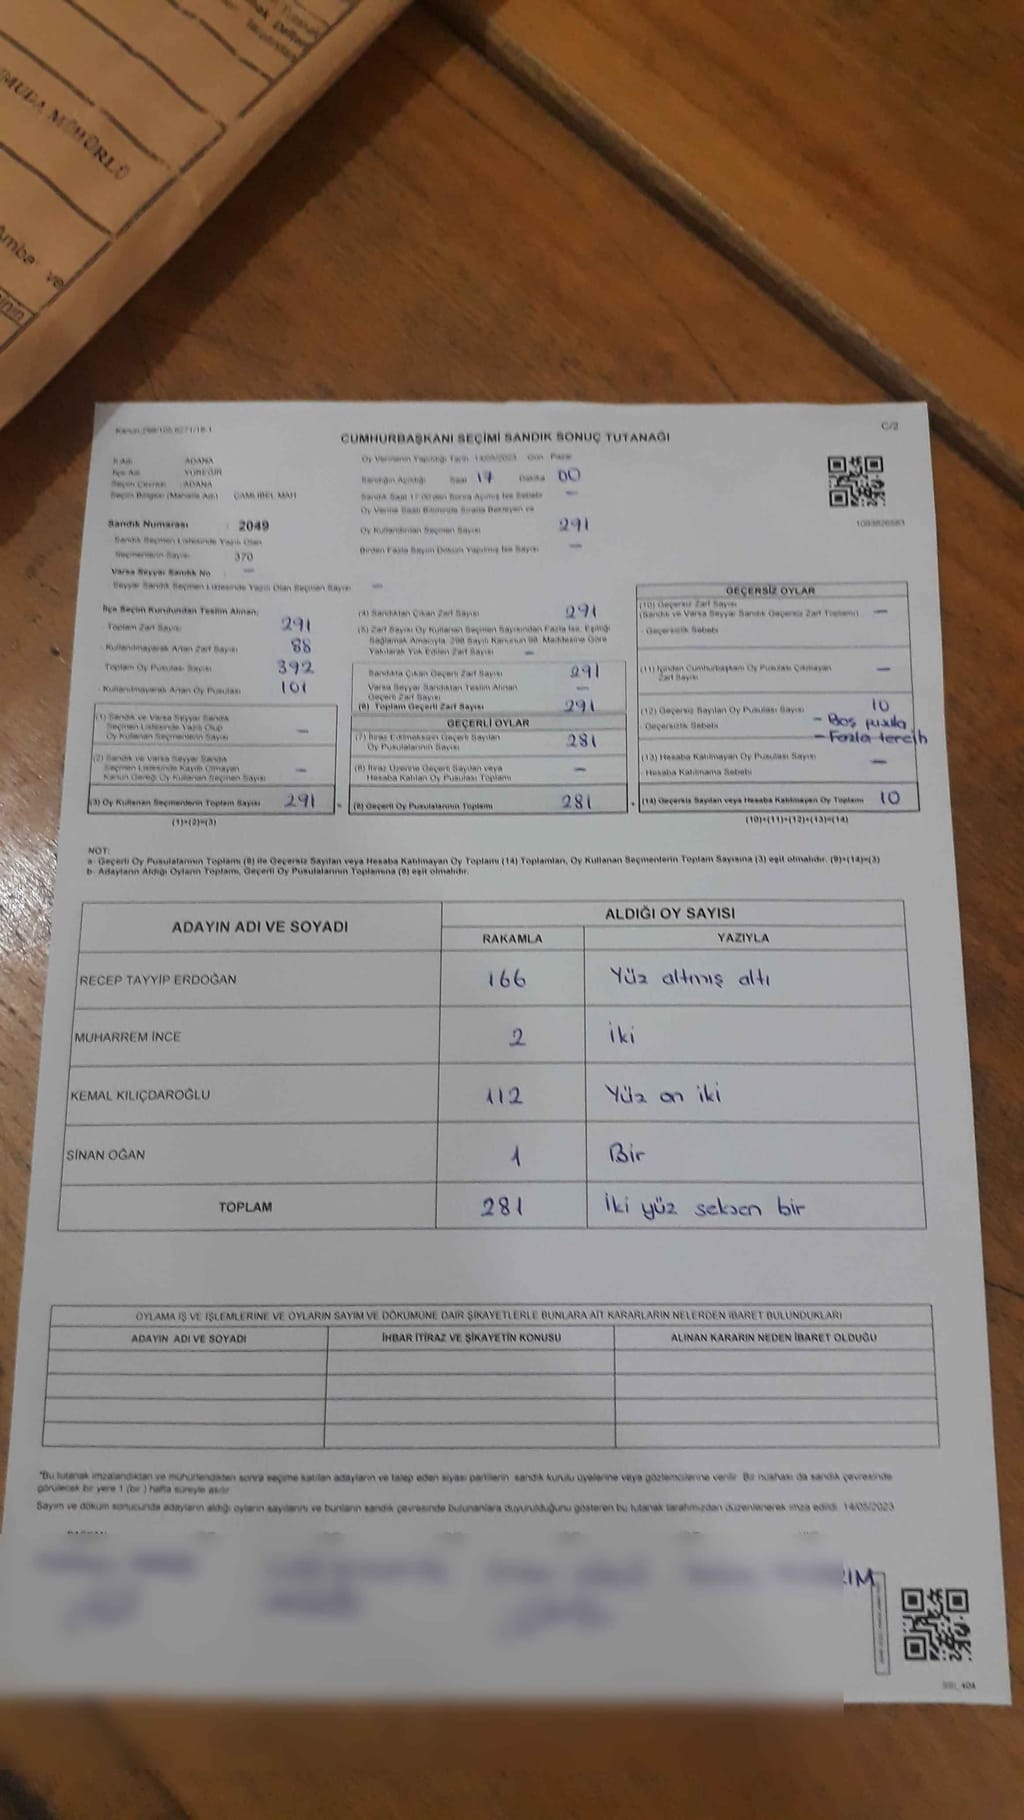 MÜHÜRLÜ
ve
Kanun:298/105,6271/18-1
C/2
CUMHURBAŞKANI SEÇİMİ SANDIK SONUÇ TUTANAĞI
İl Adı : ADANA
İlçe Adı : YÜREĞİR
Seçim Çevresi : ADANA
Seçim Bölgesi (Mahalle Adı) : ÇAMLIBEL MAH
Sandık Numarası : 2049
Sandık Seçmen Listesinde Yazılı Olan
Seçmenlerin Sayısı : 370
Varsa Seyyar Sandık No —
Seyyar Sandık Seçmen Listesinde Yazılı Olan Seçmen Sayısı —
Oy Vermenin Yapıldığı Tarih 14/05/2023 Gün Pazar
Sandığın Açıldığı Saat 17 Dakika 00
Sandık Saat 17:00'den Sonra Açılmış İse Sebebi —
Oy Verme Saati Bitiminde Sırada Bekleyen ve
Oy Kullandırılan Seçmen Sayısı 291
Birden Fazla Sayım Döküm Yapılmış İse Sayısı —
İlçe Seçim Kurulundan Teslim Alınan;
Toplam Zarf Sayısı 291
Kullanılmayarak Artan Zarf Sayısı 88
Toplam Oy Pusulası Sayısı 392
Kullanılmayarak Artan Oy Pusulası 101
(1) Sandık ve Varsa Seyyar Sandık
Seçmen Listesinde Yazılı Olup
Oy Kullanan Seçmenlerin Sayısı —
(2) Sandık ve Varsa Seyyar Sandık
Seçmen Listesinde Kayıtlı Olmayan
Kanun Gereği Oy Kullanan Seçmen Sayısı —
(3) Oy Kullanan Seçmenlerin Toplam Sayısı 291
(1)+(2)=(3)
(4) Sandıktan Çıkan Zarf Sayısı 291
(5) Zarf Sayısı Oy Kullanan Seçmen Sayısından Fazla İse, Eşitliği
Sağlamak Amacıyla, 298 Sayılı Kanunun 98. Maddesine Göre
Yakılarak Yok Edilen Zarf Sayısı —
Sandıkta Çıkan Geçerli Zarf Sayısı 291
Varsa Seyyar Sandıktan Teslim Alınan
Geçerli Zarf Sayısı —
(6) Toplam Geçerli Zarf Sayısı 291
GEÇERLİ OYLAR
(7) İtiraz Edilmeksizin Geçerli Sayılan
Oy Pusulalarının Sayısı 281
(8) İtiraz Üzerine Geçerli Sayılan veya
Hesaba Katılan Oy Pusulası Toplamı —
(9) Geçerli Oy Pusulalarının Toplamı 281
GEÇERSİZ OYLAR
(10) Geçersiz Zarf Sayısı
(Sandık ve Varsa Seyyar Sandık Geçersiz Zarf Toplamı) —
Geçersizlik Sebebi
(11) İçinden Cumhurbaşkanı Oy Pusulası Çıkmayan
Zarf Sayısı —
(12) Geçersiz Sayılan Oy Pusulası Sayısı 10
Geçersizlik Sebebi - Boş pusula
- Fazla tercih
(13) Hesaba Katılmayan Oy Pusulası Sayısı —
Hesaba Katılmama Sebebi
(14) Geçersiz Sayılan veya Hesaba Katılmayan Oy Toplamı 10
(10)+(11)+(12)+(13)=(14)
NOT:
a- Geçerli Oy Pusulalarının Toplamı (9) ile Geçersiz Sayılan veya Hesaba Katılmayan Oy Toplamı (14) Toplamları, Oy Kullanan Seçmenlerin Toplam Sayısına (3) eşit olmalıdır. (9)+(14)=(3)
b- Adayların Aldığı Oyların Toplamı, Geçerli Oy Pusulalarının Toplamına (9) eşit olmalıdır.
ADAYIN ADI VE SOYADI
ALDIĞI OY SAYISI
RAKAMLA YAZIYLA
RECEP TAYYİP ERDOĞAN 166 Yüz altmış altı
MUHARREM İNCE 2 İki
KEMAL KILIÇDAROĞLU 112 Yüz on iki
SİNAN OĞAN 1 Bir
TOPLAM 281 İki yüz seksen bir
OYLAMA İŞ VE İŞLEMLERİNE VE OYLARIN SAYIM VE DÖKÜMÜNE DAİR ŞİKAYETLERLE BUNLARA AİT KARARLARIN NELERDEN İBARET BULUNDUKLARI
ADAYIN ADI VE SOYADI İHBAR İTİRAZ VE ŞİKAYETİN KONUSU ALINAN KARARIN NEDEN İBARET OLDUĞU
*Bu tutanak imzalandıktan ve mühürlendikten sonra seçime katılan adayların ve talep eden siyasi partilerin sandık kurulu üyelerine veya gözlemcilerine verilir. Bir nüshası da sandık çevresinde
görülecek bir yere 1 (bir) hafta süreyle asılır.
Sayım ve döküm sonucunda adayların aldığı oyların sayılarını ve bunların sandık çevresinde bulunanlara duyurulduğunu gösteren bu tutanak tarafımızdan düzenlenerek imza edildi. 14/05/2023